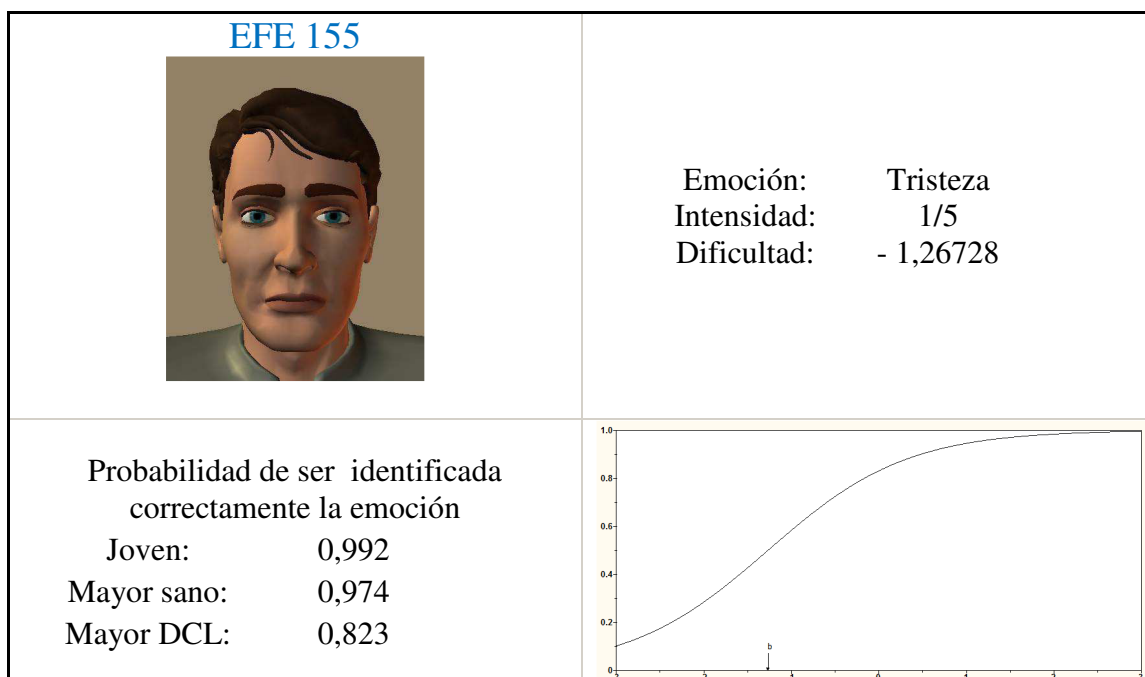 EFE 155
Emoción: Tristeza
Intensidad: 1/5
Dificultad: - 1,26728
Probabilidad de ser identificada
correctamente la emoción
Joven: 0,992
Mayor sano: 0,974
Mayor DCL: 0,823
1.0
0.8
0.6
0.4
0.2
0
b